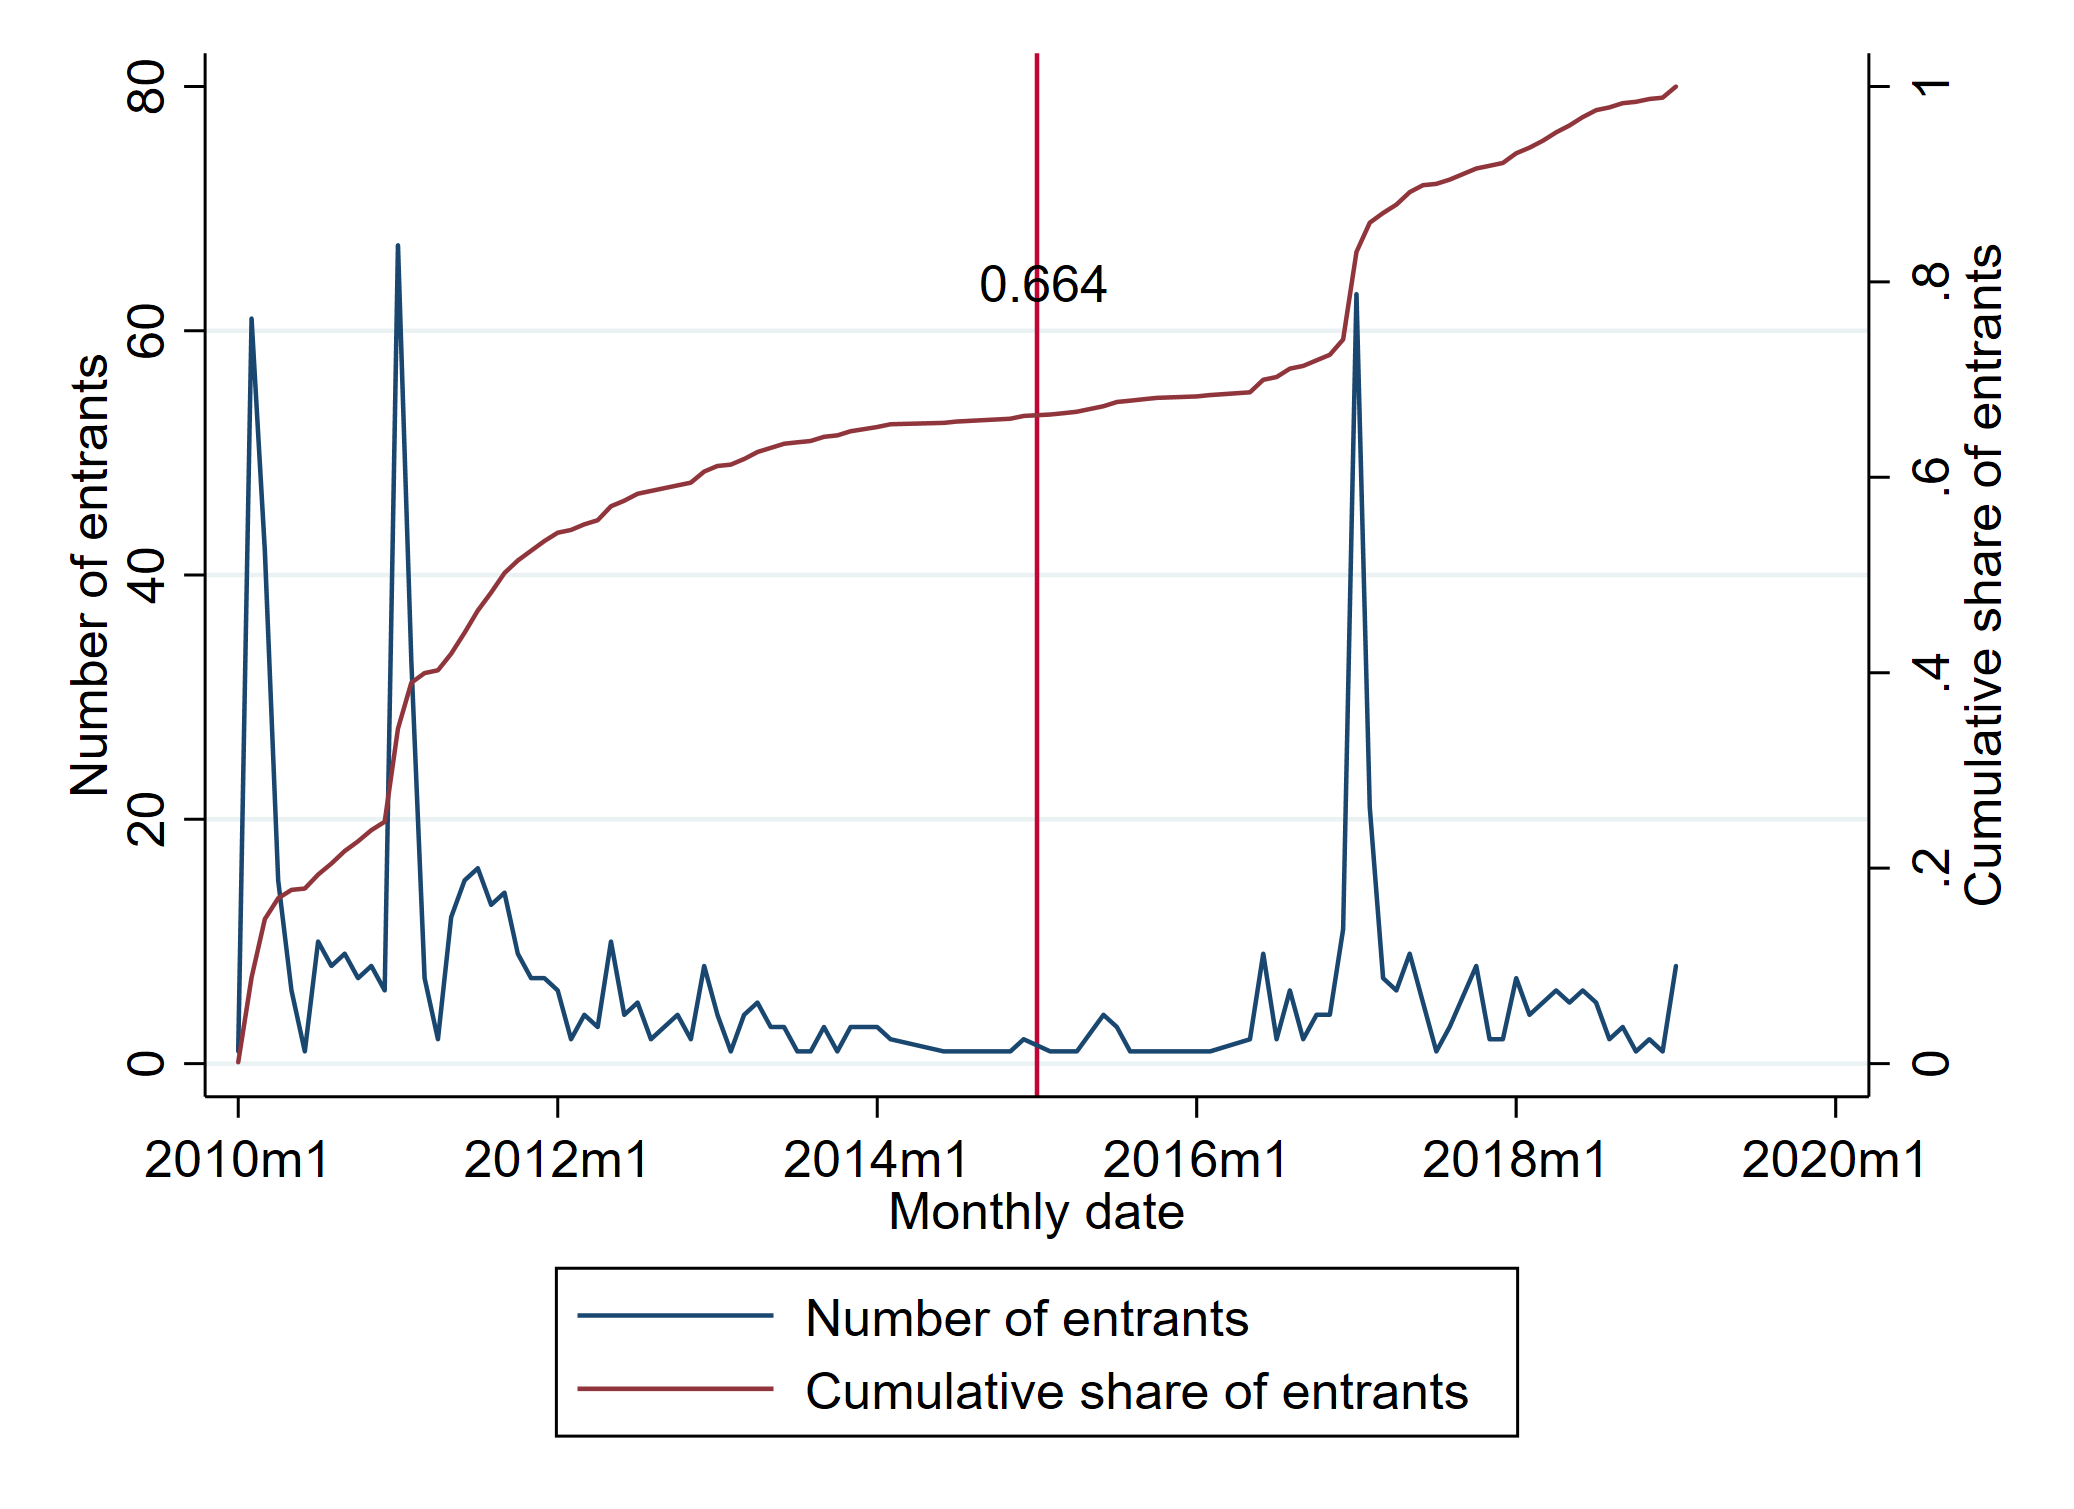 Number of entrants
80
60
40
20
0
0.664
1
.8
.6
.4
.2
0
Cumulative share of entrants
2010m1
2012m1
2014m1
2016m1
2018m1
2020m1
Monthly date
Number of entrants
Cumulative share of entrants